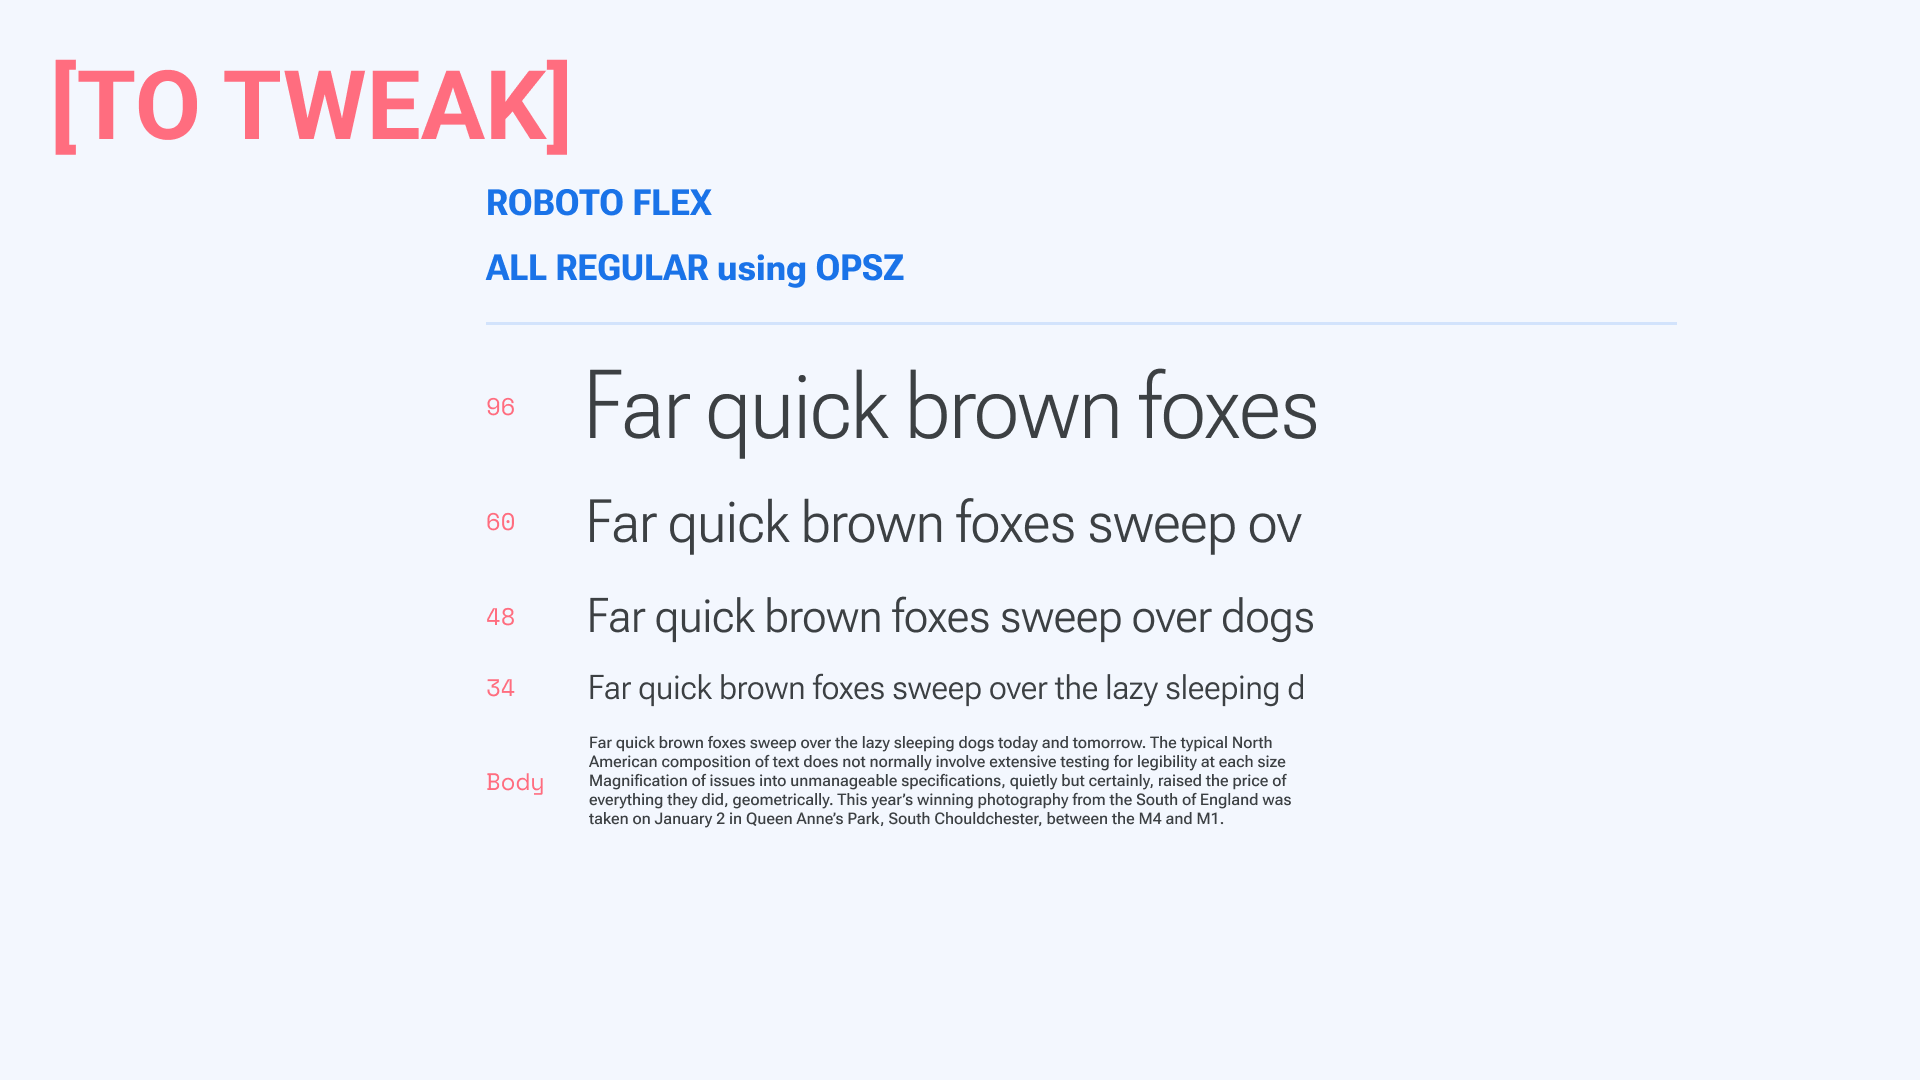 [TO TWEAK]
ROBOTO FLEX
ALL REGULAR using OPSZ
96
Far quick brown foxes
60
Far quick brown foxes sweep ov
48
Far quick brown foxes sweep over dogs
34
Far quick brown foxes sweep over the lazy sleeping d
Body
Far quick brown foxes sweep over the lazy sleeping dogs today and tomorrow. The typical North
American composition of text does not normally involve extensive testing for legibility at each size
Magnification of issues into unmanageable specifications, quietly but certainly, raised the price of
everything they did, geometrically. This year’s winning photography from the South of England was
taken on January 2 in Queen Anne’s Park, South Chouldchester, between the M4 and M1.